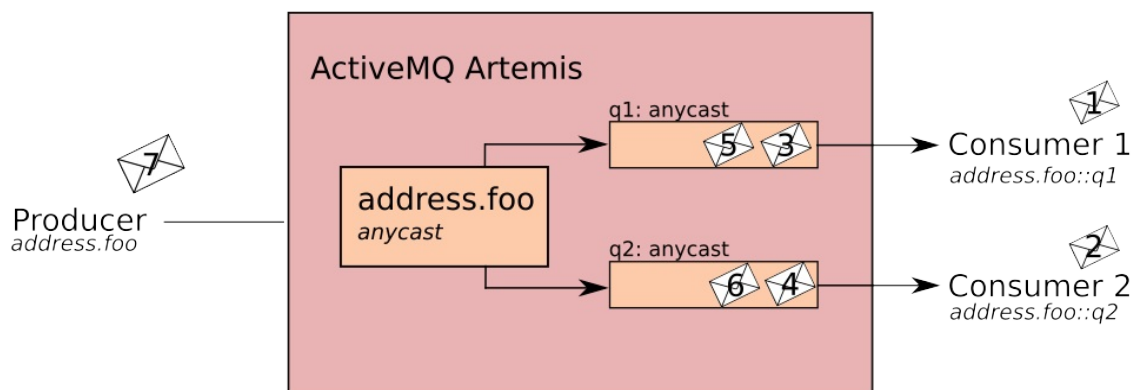 ActiveMQ Artemis
1
q1: anycast
7
5
3
Consumer 1
address.foo::q1
address.foo
anycast
Producer
address.foo
q2: anycast
2
6
4
Consumer 2
address.foo::q2